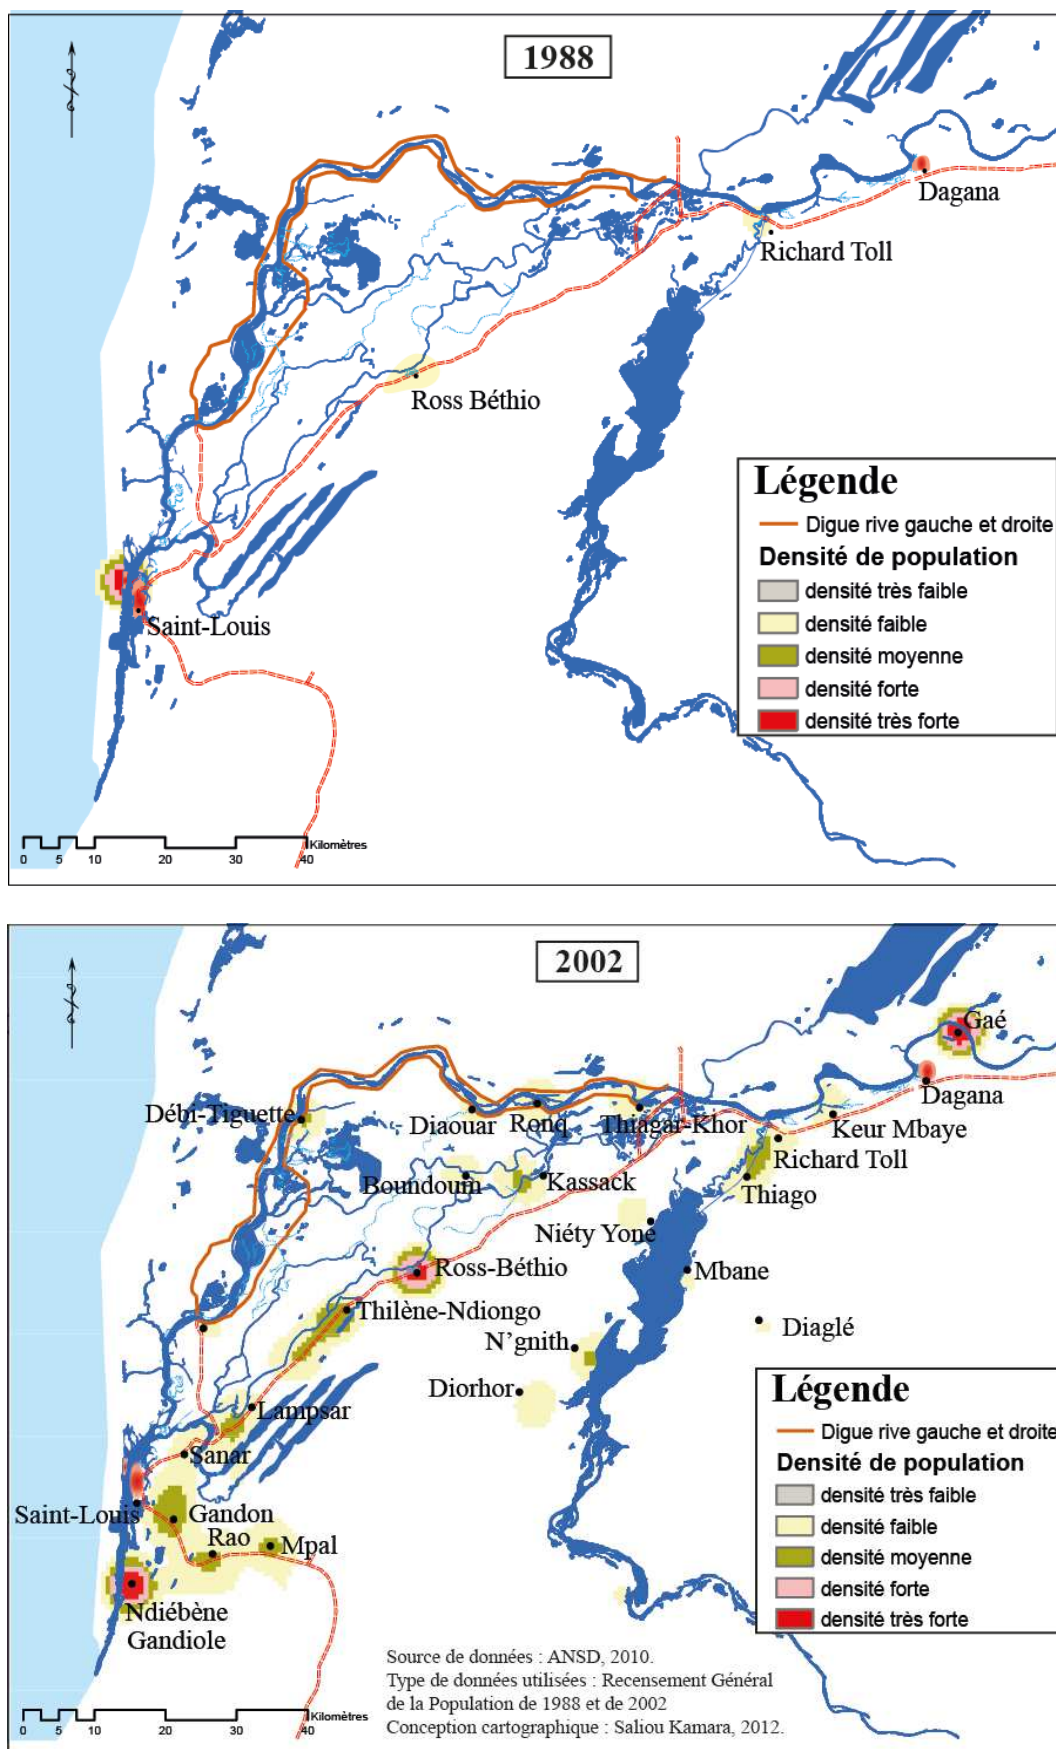 1988
Dagana
Richard Toll
Ross Béthio
Saint-Louis
Légende
Digue rive gauche et droite
Densité de population
densité très faible
densité faible
densité moyenne
densité forte
densité très forte
Kilomètres
0 5 10 20 30 40
2002
Gaé
Dagana
Débi-Tiguette
Diaouar
Ronq
Thiagar-Khor
Keur Mbaye
Richard Toll
Boundoum
Kassack
Thiago
Niéty Yone
Ross-Béthio
Mbane
Thilène-Ndiongo
Diaglé
N'gnith
Diorhor
Lampsar
Sanar
Saint-Louis
Gandon
Rao
Mpal
Ndiébène
Gandiole
Légende
Digue rive gauche et droite
Densité de population
densité très faible
densité faible
densité moyenne
densité forte
densité très forte
Source de données : ANSD, 2010.
Type de données utilisées : Recensement Général
de la Population de 1988 et de 2002
Conception cartographique : Saliou Kamara, 2012.
Kilomètres
0 5 10 20 30 40